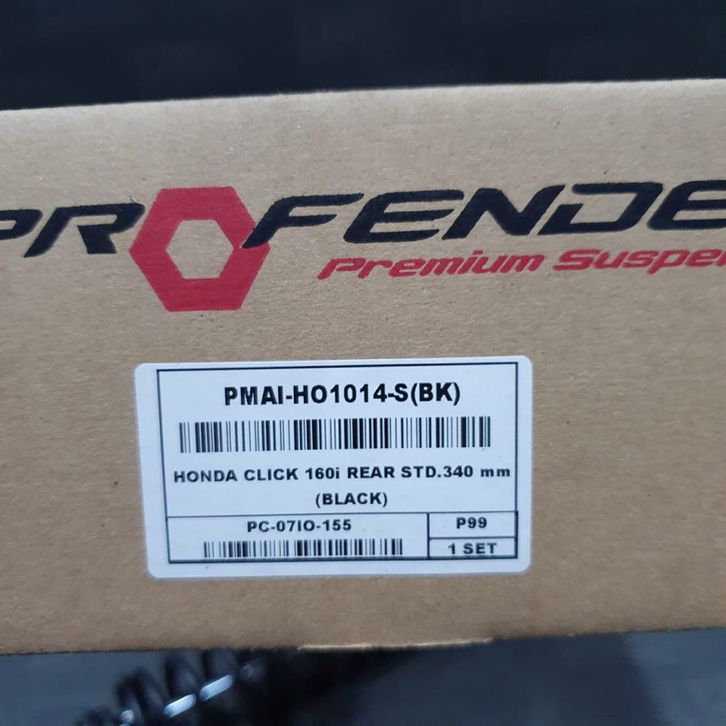 PROFENDE
Premium Suspe
PMAI-HO1014-S(BK)
HONDA CLICK 160i REAR STD.340 mm
(BLACK)
PC-07IO-155
P99
1 SET